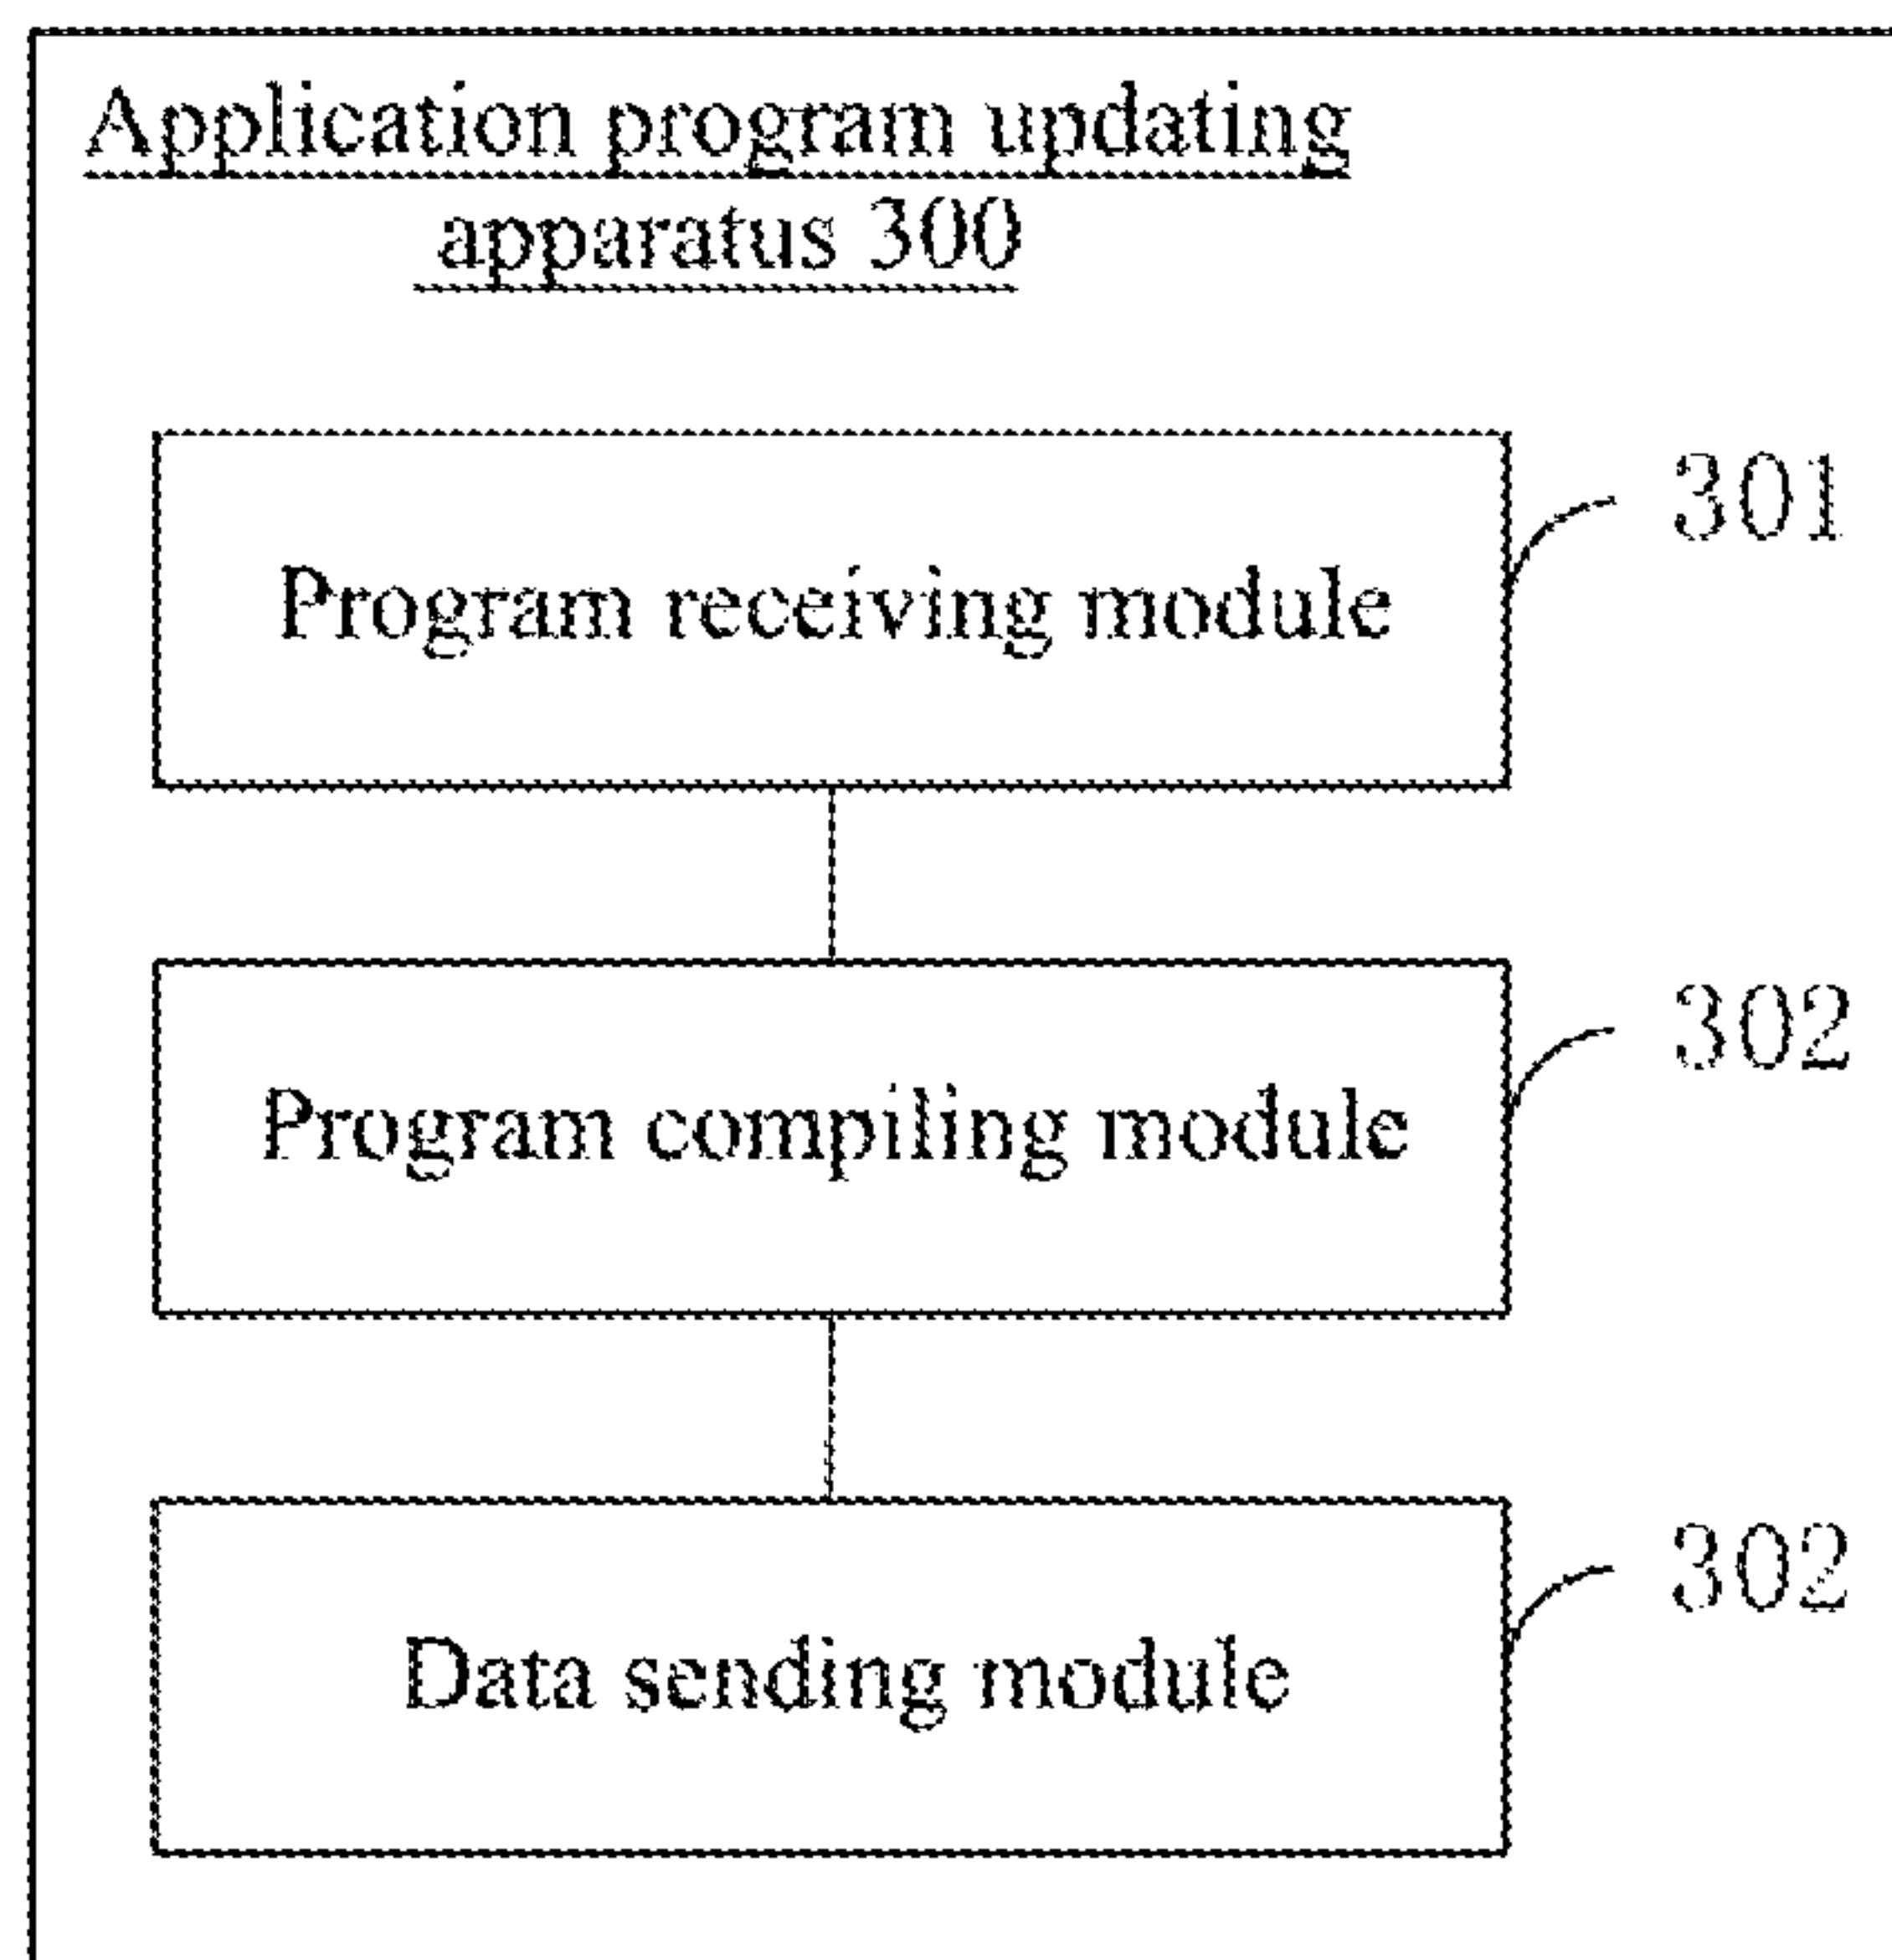 Application program updating
apparatus 300
301
Program receiving module
302
Program compiling module
302
Data sending module